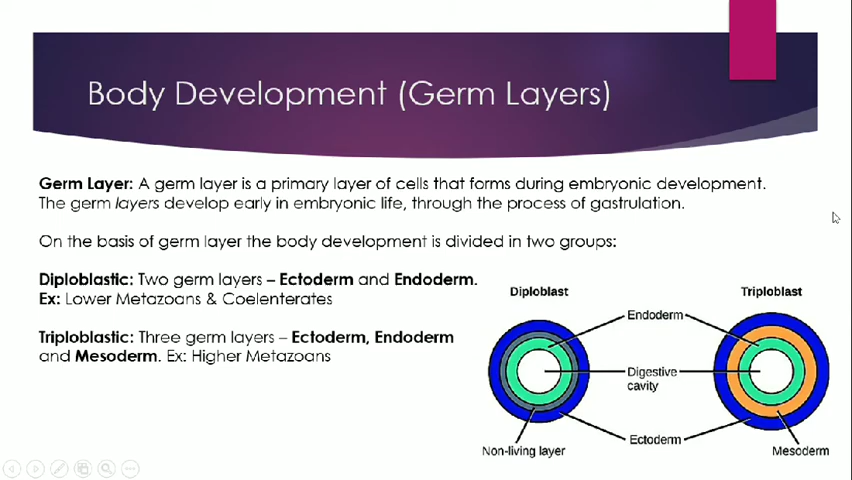 Body Development (Germ Layers)
Germ Layer: A germ layer is a primary layer of cells that forms during embryonic development.
The germ layers develop early in embryonic life, through the process of gastrulation.
On the basis of germ layer the body development is divided in two groups:
Diploblastic: Two germ layers – Ectoderm and Endoderm.
Ex: Lower Metazoans & Coelenterates
Triploblastic: Three germ layers – Ectoderm, Endoderm
and Mesoderm. Ex: Higher Metazoans
Diploblast
Triploblast
Endoderm
Digestive
cavity
Ectoderm
Non-living layer
Mesoderm